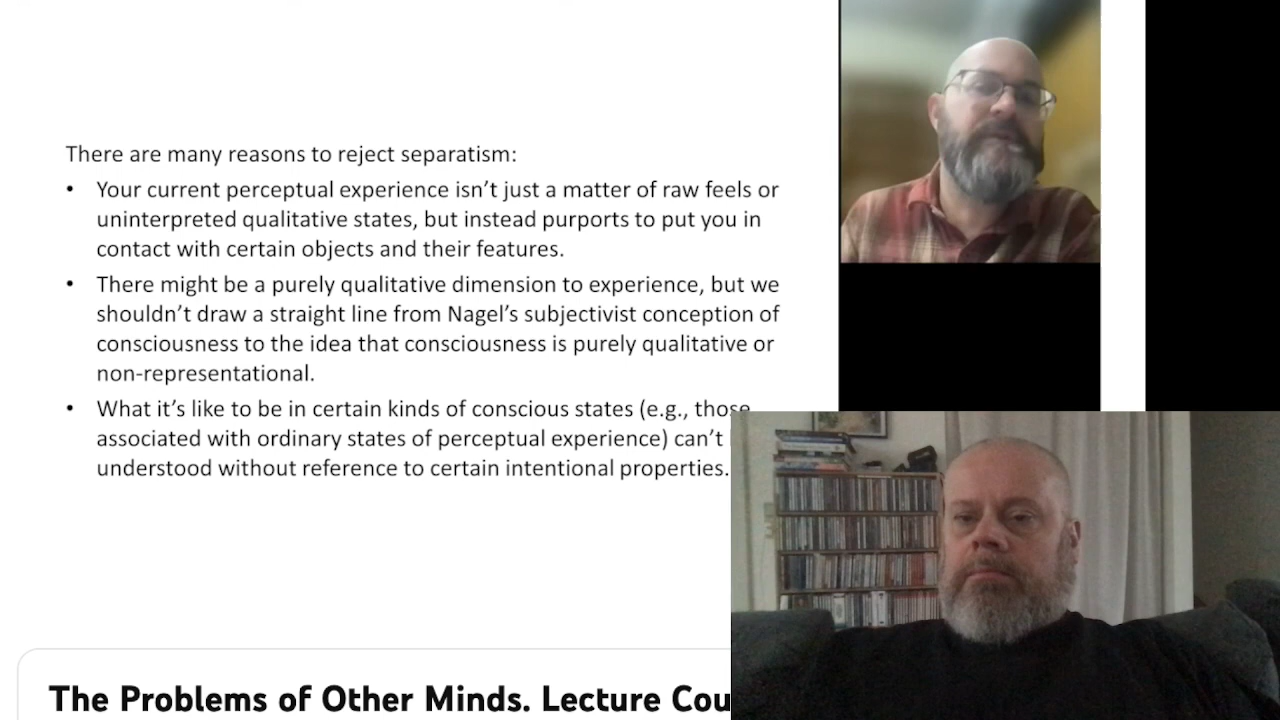 There are many reasons to reject separatism:
• Your current perceptual experience isn't just a matter of raw feels or
uninterpreted qualitative states, but instead purports to put you in
contact with certain objects and their features.
• There might be a purely qualitative dimension to experience, but we
shouldn't draw a straight line from Nagel's subjectivist conception of
consciousness to the idea that consciousness is purely qualitative or
non-representational.
• What it's like to be in certain kinds of conscious states (e.g., those
associated with ordinary states of perceptual experience) can't
understood without reference to certain intentional properties.
The Problems of Other Minds. Lecture Cou